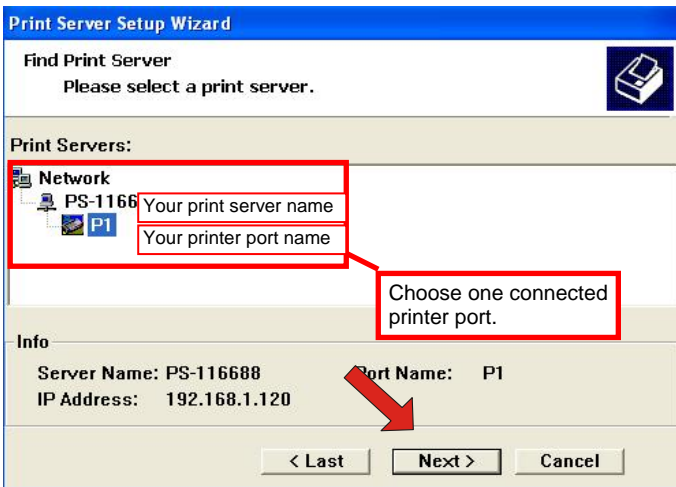 Print Server Setup Wizard
Find Print Server
Please select a print server.
Print Servers:
Network
PS-1166
Your print server name
P1
Your printer port name
Choose one connected
printer port.
Info
Server Name: PS-116688 Port Name: P1
IP Address: 192.168.1.120
< Last Next > Cancel